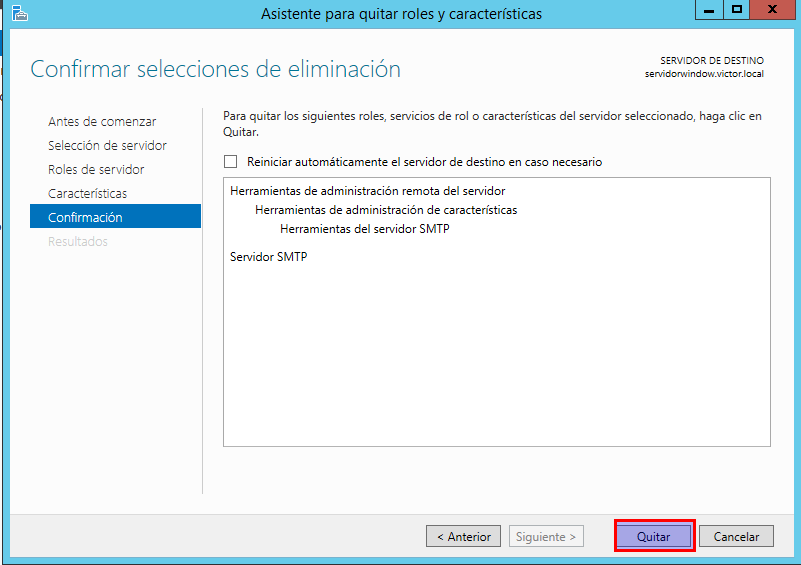 Asistente para quitar roles y características
Confirmar selecciones de eliminación
SERVIDOR DE DESTINO
servidorwindow.victor.local
Antes de comenzar
Selección de servidor
Roles de servidor
Características
Confirmación
Resultados
Para quitar los siguientes roles, servicios de rol o características del servidor seleccionado, haga clic en
Quitar.
Reiniciar automáticamente el servidor de destino en caso necesario
Herramientas de administración remota del servidor
Herramientas de administración de características
Herramientas del servidor SMTP
Servidor SMTP
< Anterior
Siguiente >
Quitar
Cancelar